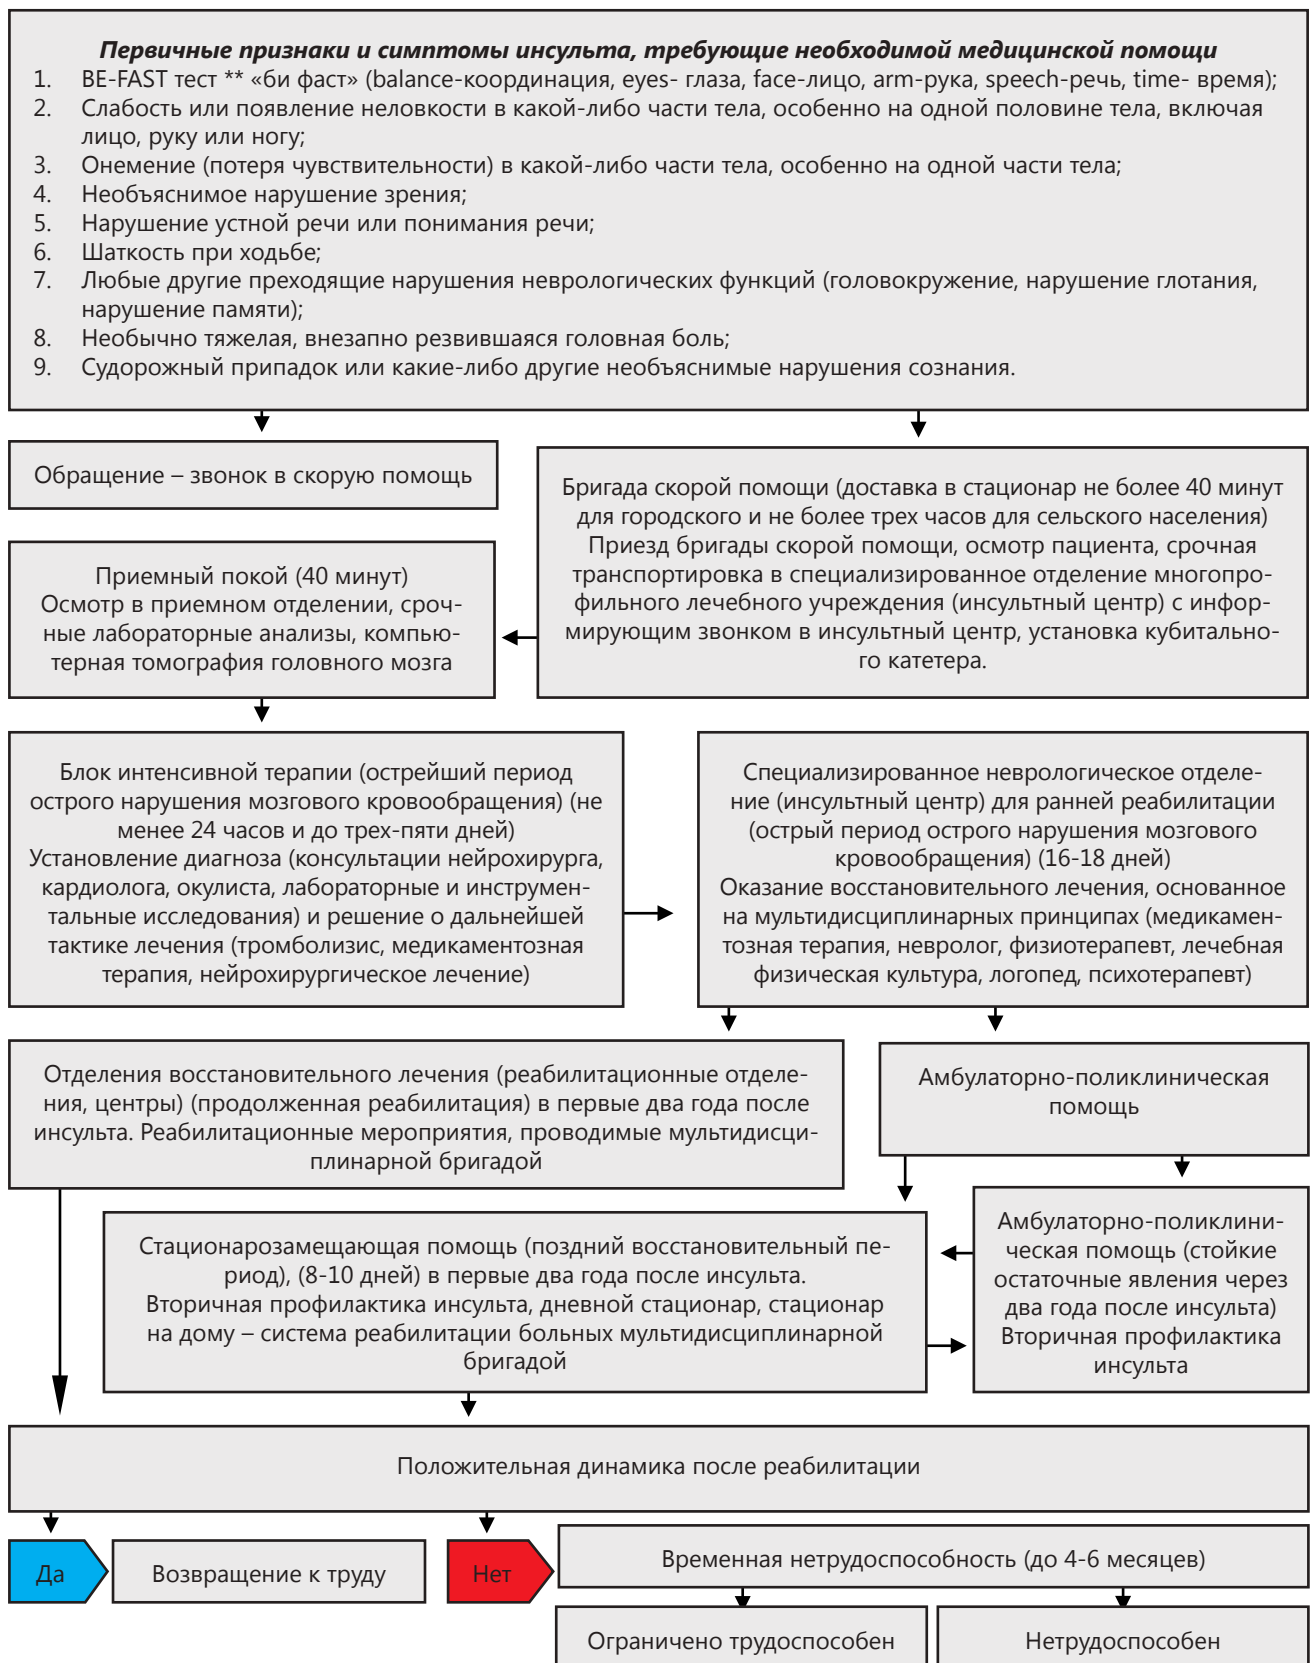 Первичные признаки и симптомы инсульта, требующие необходимой медицинской помощи
1. BE-FAST тест ** «би фаст» (balance-координация, eyes- глаза, face-лицо, arm-рука, speech-речь, time- время);
2. Слабость или появление неловкости в какой-либо части тела, особенно на одной половине тела, включая
лицо, руку или ногу;
3. Онемение (потеря чувствительности) в какой-либо части тела, особенно на одной части тела;
4. Необъяснимое нарушение зрения;
5. Нарушение устной речи или понимания речи;
6. Шаткость при ходьбе;
7. Любые другие преходящие нарушения неврологических функций (головокружение, нарушение глотания,
нарушение памяти);
8. Необычно тяжелая, внезапно резвившаяся головная боль;
9. Судорожный припадок или какие-либо другие необъяснимые нарушения сознания.
Обращение – звонок в скорую помощь
Бригада скорой помощи (доставка в стационар не более 40 минут
для городского и не более трех часов для сельского населения)
Приезд бригады скорой помощи, осмотр пациента, срочная
транспортировка в специализированное отделение многопро-
фильного лечебного учреждения (инсультный центр) с инфор-
мирующим звонком в инсультный центр, установка кубитально-
го катетера.
Приемный покой (40 минут)
Осмотр в приемном отделении, сроч-
ные лабораторные анализы, компью-
терная томография головного мозга
Блок интенсивной терапии (острейший период
острого нарушения мозгового кровообращения) (не
менее 24 часов и до трех-пяти дней)
Установление диагноза (консультации нейрохирурга,
кардиолога, окулиста, лабораторные и инструмен-
тальные исследования) и решение о дальнейшей
тактике лечения (тромболизис, медикаментозная
терапия, нейрохирургическое лечение)
Специализированное неврологическое отделе-
ние (инсультный центр) для ранней реабилитации
(острый период острого нарушения мозгового
кровообращения) (16-18 дней)
Оказание восстановительного лечения, основанное
на мультидисциплинарных принципах (медикамен-
тозная терапия, невролог, физиотерапевт, лечебная
физическая культура, логопед, психотерапевт)
Отделения восстановительного лечения (реабилитационные отделе-
ния, центры) (продолженная реабилитация) в первые два года после
инсульта. Реабилитационные мероприятия, проводимые мультидисци-
плинарной бригадой
Амбулаторно-поликлиническая
помощь
Стационарозамещающая помощь (поздний восстановительный пе-
риод), (8-10 дней) в первые два года после инсульта.
Вторичная профилактика инсульта, дневной стационар, стационар
на дому – система реабилитации больных мультидисциплинарной
бригадой
Амбулаторно-поликлини-
ческая помощь (стойкие
остаточные явления через
два года после инсульта)
Вторичная профилактика
инсульта
Положительная динамика после реабилитации
Да
Возвращение к труду
Нет
Временная нетрудоспособность (до 4-6 месяцев)
Ограничено трудоспособен
Нетрудоспособен